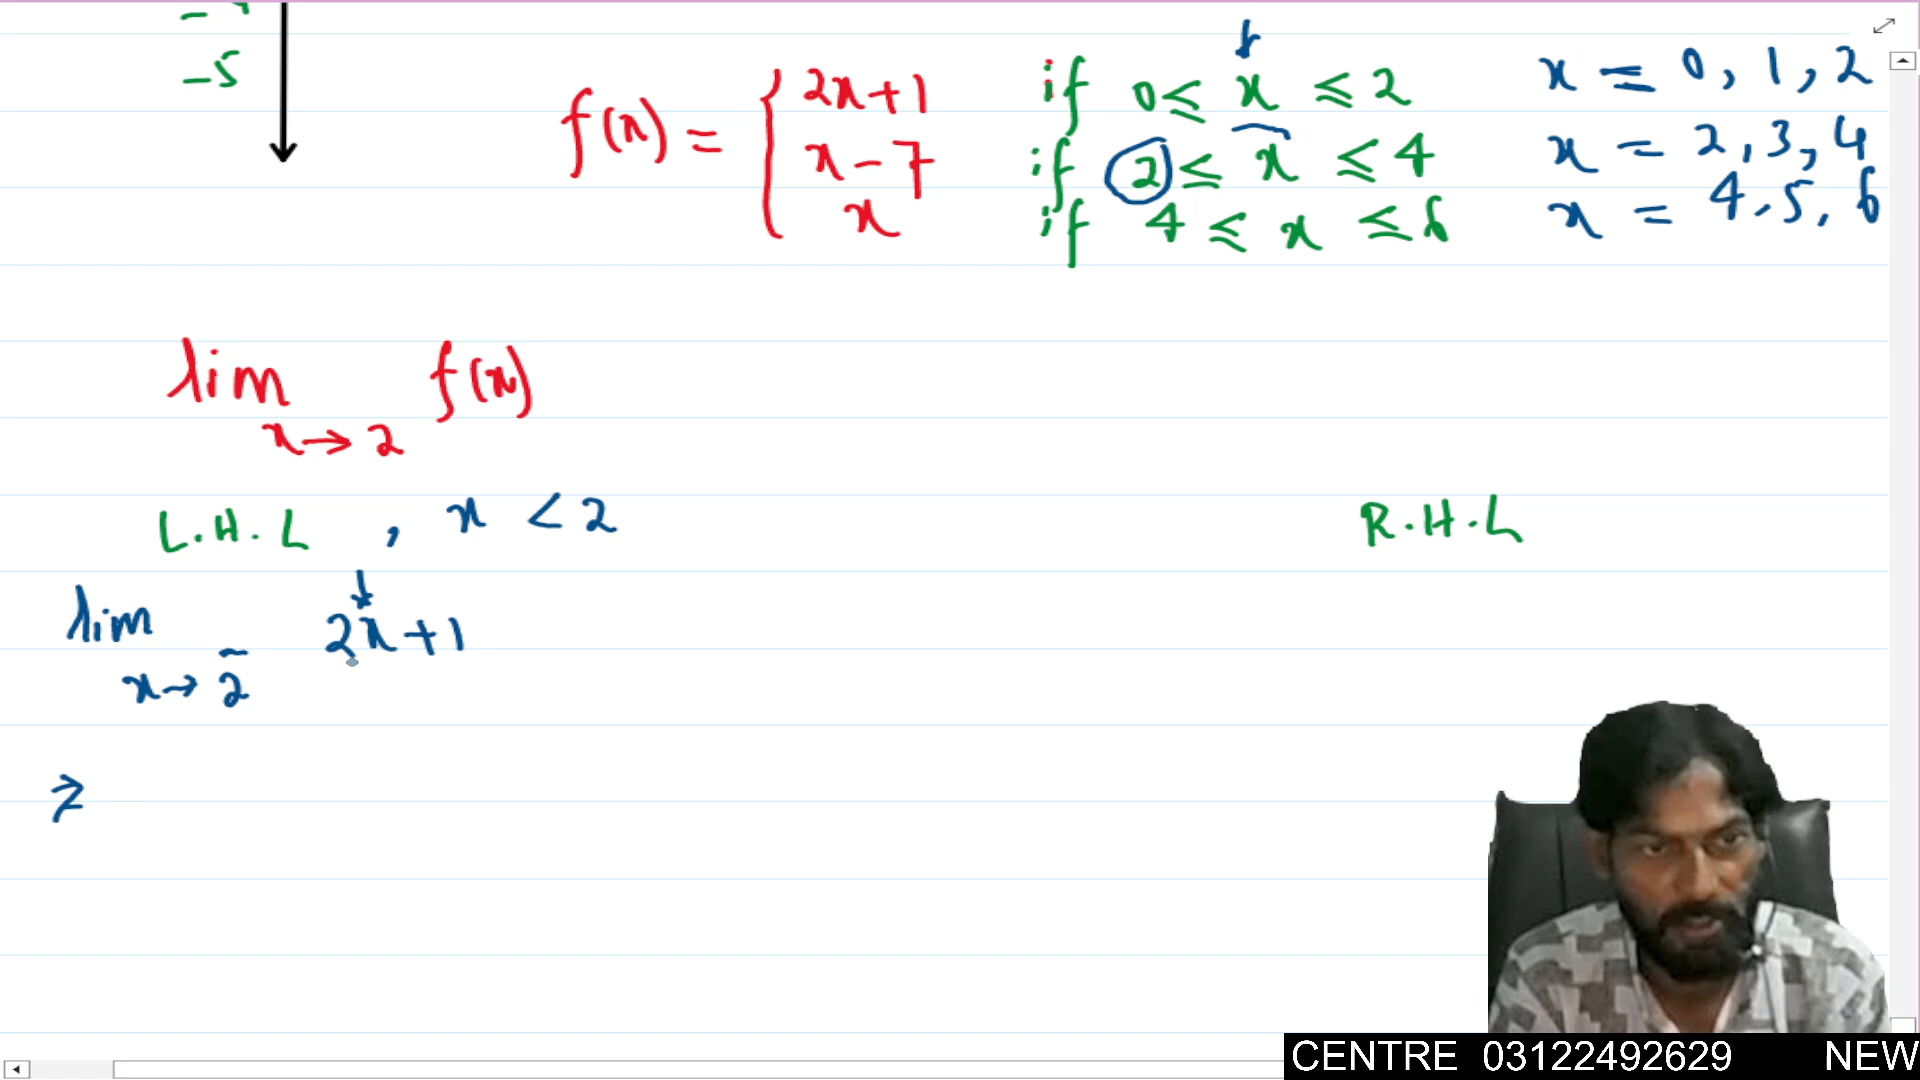 -5
f(x) = { 2x+1 if 0 ≤ x ≤ 2 x = 0, 1, 2
x - 7 if 2 ≤ x ≤ 4 x = 2, 3, 4
x if 4 ≤ x ≤ 6 x = 4, 5, 6
lim f(x)
x → 2
L.H.L , x < 2 R.H.L
lim 2x+1
x → 2̄
⇒
CENTRE 03122492629 NEW